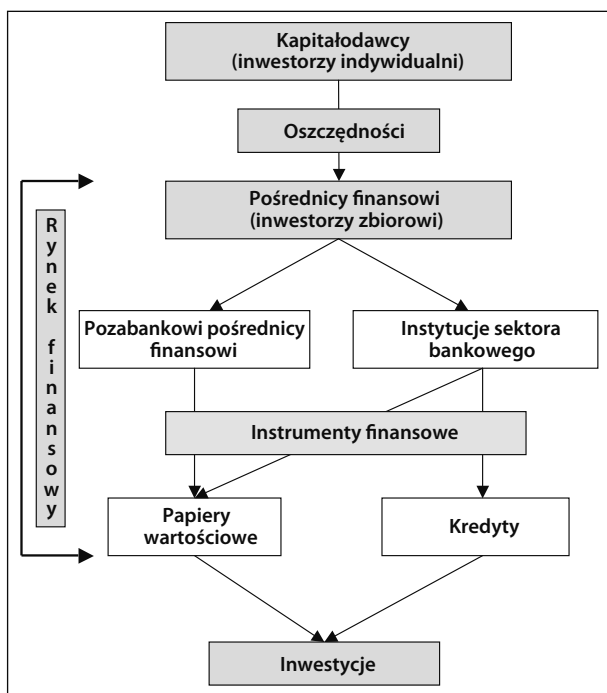 Kapitałodawcy
(inwestorzy indywidualni)
Oszczędności
Pośrednicy finansowi
(inwestorzy zbiorowi)
Rynek finansowy
Pozabankowi pośrednicy
finansowi
Instytucje sektora
bankowego
Instrumenty finansowe
Papiery
wartościowe
Kredyty
Inwestycje